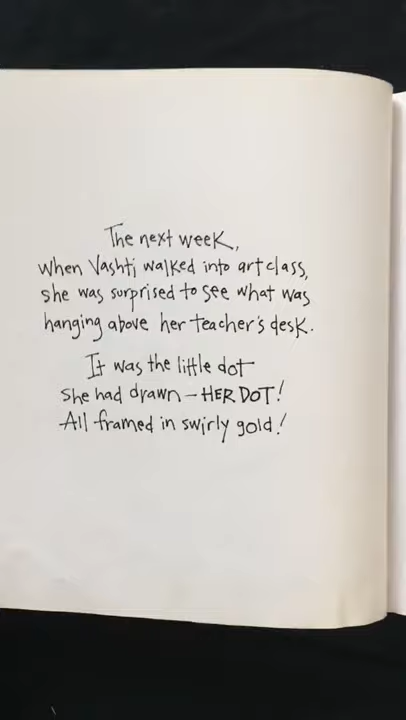 The next week,
when Vashti walked into art class,
she was surprised to see what was
hanging above her teacher's desk.
It was the little dot
she had drawn – HER DOT!
All framed in swirly gold!